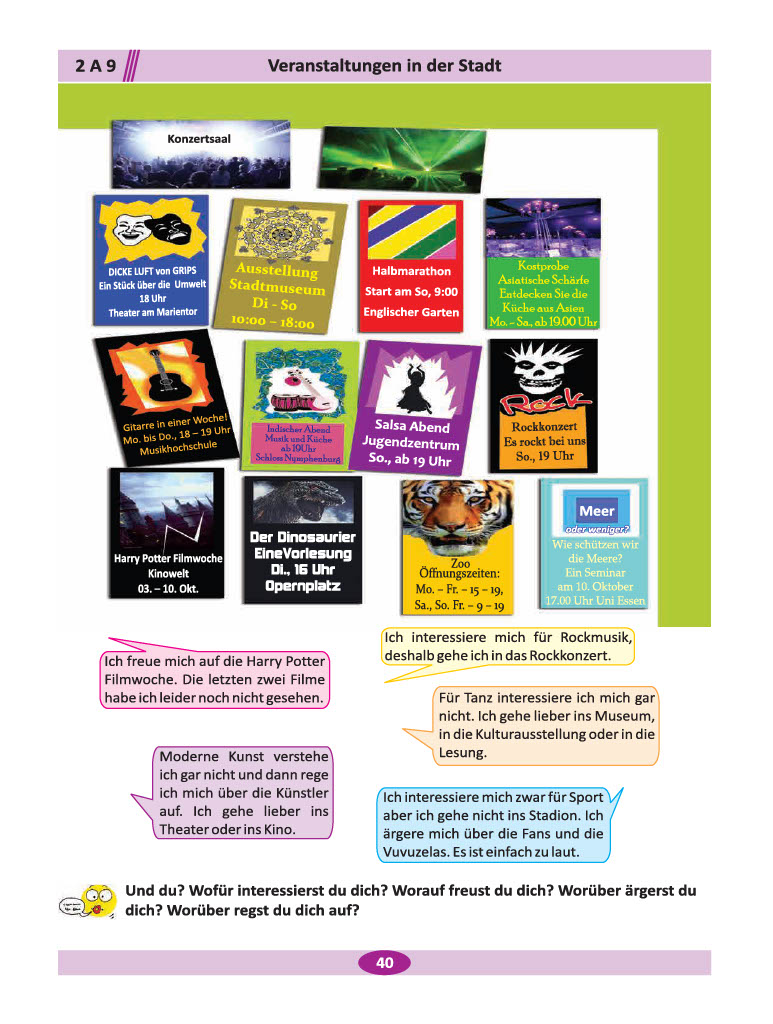 2 A 9
Veranstaltungen in der Stadt
Konzertsaal
DICKE LUFT von GRIPS
Ein Stück über die Umwelt
18 Uhr
Theater am Marientor
Ausstellung
Stadtmuseum
Di - So
10:00 – 18:00
Halbmarathon
Start am So, 9:00
Englischer Garten
Kostprobe
Asiatische Schärfe
Entdecken Sie die
Küche aus Asien
Mo. - Sa., ab 19.00 Uhr
Gitarre in einer Woche!
Mo. bis Do., 18 – 19 Uhr
Musikhochschule
Indischer Abend
Musik und Küche
ab 19Uhr
Schloss Nymphenburg
Salsa Abend
Jugendzentrum
So., ab 19 Uhr
Rock
Rockkonzert
Es rockt bei uns
So., 19 Uhr
Harry Potter Filmwoche
Kinowelt
03. – 10. Okt.
Der Dinosaurier
EineVorlesung
Di., 16 Uhr
Opernplatz
Zoo
Öffnungszeiten:
Mo. – Fr. – 15 – 19,
Sa., So. Fr. – 9 – 19
Meer
oder weniger?
Wie schützen wir
die Meere?
Ein Seminar
am 10. Oktober
17.00 Uhr Uni Essen
Ich freue mich auf die Harry Potter
Filmwoche. Die letzten zwei Filme
habe ich leider noch nicht gesehen.
Ich interessiere mich für Rockmusik,
deshalb gehe ich in das Rockkonzert.
Für Tanz interessiere ich mich gar
nicht. Ich gehe lieber ins Museum,
in die Kulturausstellung oder in die
Lesung.
Moderne Kunst verstehe
ich gar nicht und dann rege
ich mich über die Künstler
auf. Ich gehe lieber ins
Theater oder ins Kino.
Ich interessiere mich zwar für Sport
aber ich gehe nicht ins Stadion. Ich
ärgere mich über die Fans und die
Vuvuzelas. Es ist einfach zu laut.
Und du? Wofür interessierst du dich? Worauf freust du dich? Worüber ärgerst du
dich? Worüber regst du dich auf?
40